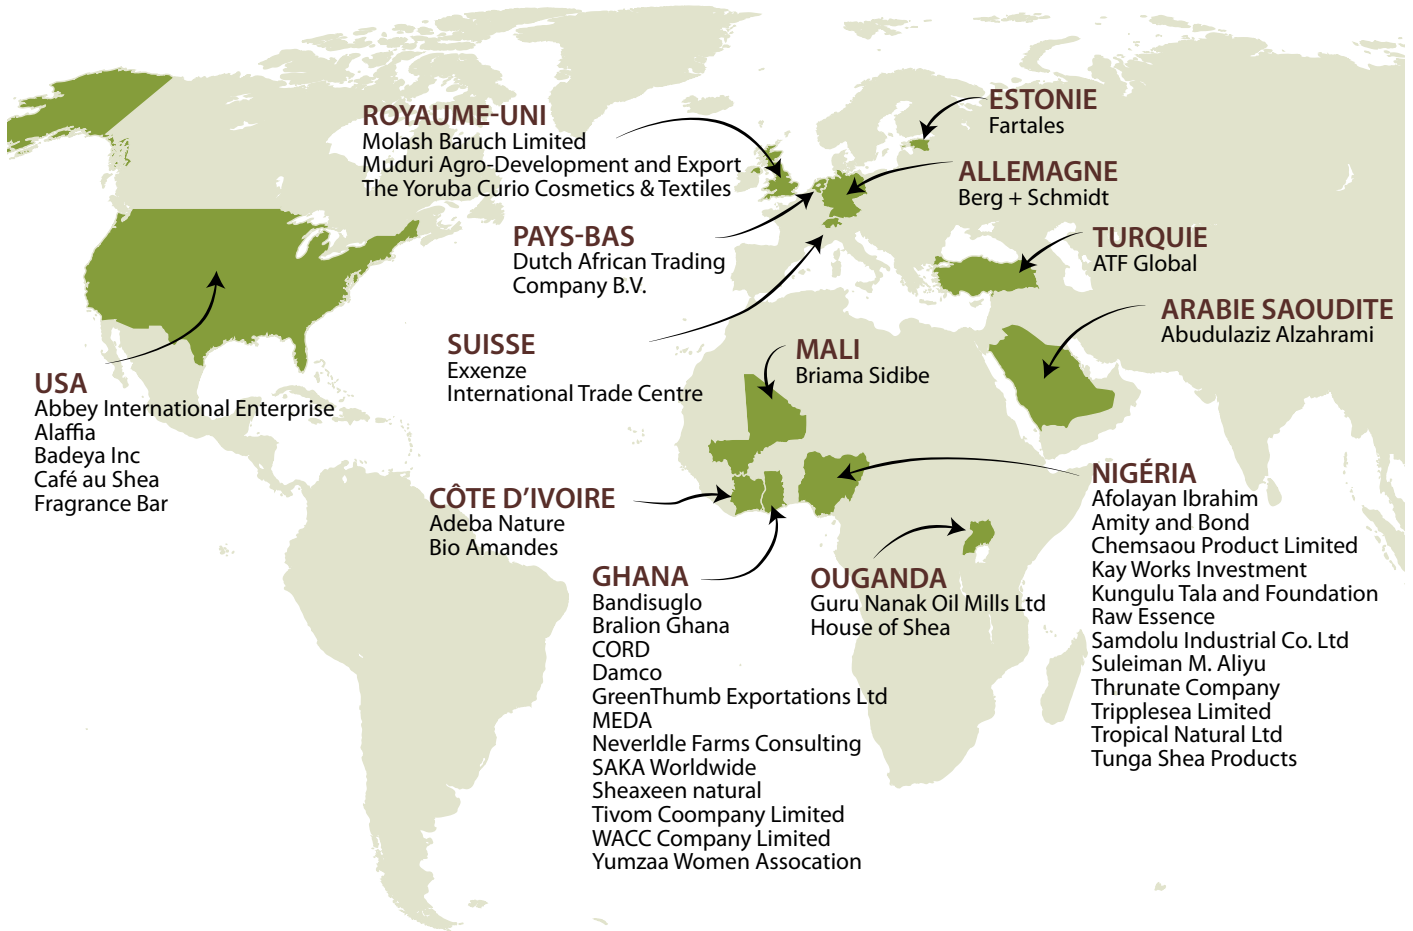 ROYAUME-UNI
Molash Baruch Limited
Muduri Agro-Development and Export
The Yoruba Curio Cosmetics & Textiles
ESTONIE
Fartales
ALLEMAGNE
Berg + Schmidt
PAYS-BAS
Dutch African Trading
Company B.V.
TURQUIE
ATF Global
ARABIE SAOUDITE
Abudulaziz Alzahrami
SUISSE
Exxenze
International Trade Centre
MALI
Briama Sidibe
USA
Abbey International Enterprise
Alaffia
Badeya Inc
Café au Shea
Fragrance Bar
CÔTE D'IVOIRE
Adeba Nature
Bio Amandes
NIGÉRIA
Afolayan Ibrahim
Amity and Bond
Chemsaou Product Limited
Kay Works Investment
Kungulu Tala and Foundation
Raw Essence
Samdolu Industrial Co. Ltd
Suleiman M. Aliyu
Thrunate Company
Tripplesea Limited
Tropical Natural Ltd
Tunga Shea Products
GHANA
Bandisuglo
Bralion Ghana
CORD
Damco
GreenThumb Exportations Ltd
MEDA
NeverIdle Farms Consulting
SAKA Worldwide
Sheaxeen natural
Tivom Coompany Limited
WACC Company Limited
Yumzaa Women Assocation
OUGANDA
Guru Nanak Oil Mills Ltd
House of Shea